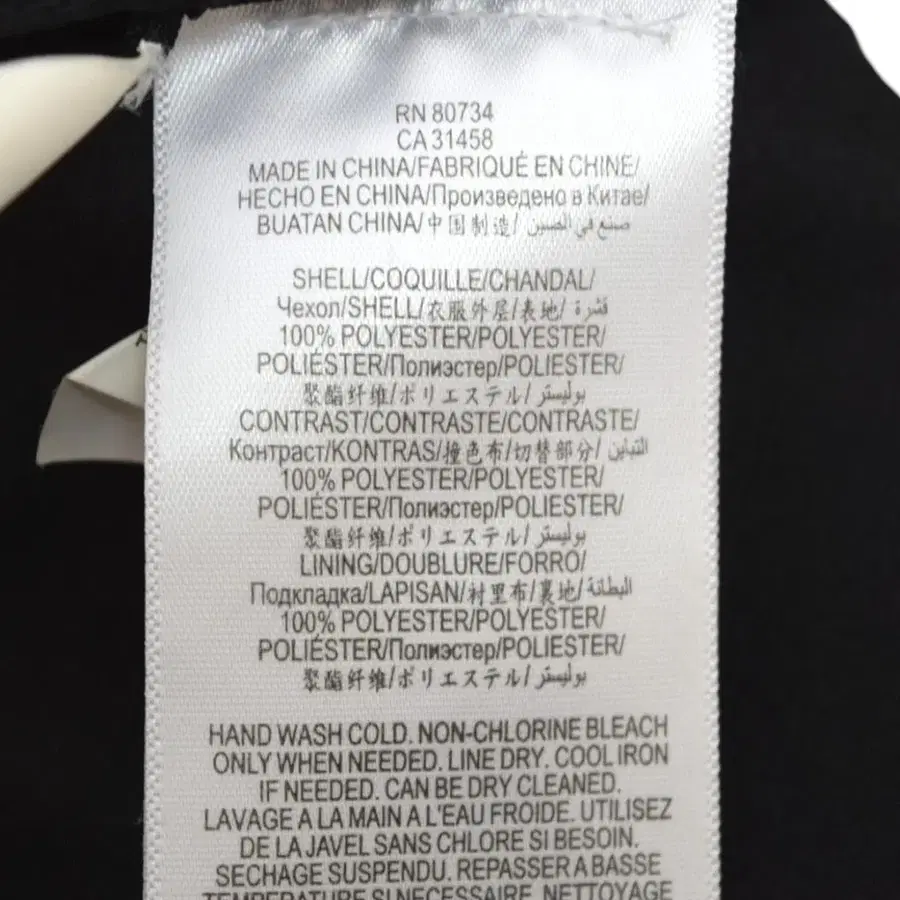 RN 80734
CA 31458
MADE IN CHINA/FABRIQUÉ EN CHINE/
HECHO EN CHINA/Произведено в Китае/
BUATAN CHINA/中国制造/ صنع في الصين
SHELL/COQUILLE/CHANDAL/
Чехол/SHELL/衣服外层/表地/ قشرة
100% POLYESTER/POLYESTER/
POLIÉSTER/Полиэстер/POLIESTER/
聚酯纤维/ポリエステル/ بوليستر
CONTRAST/CONTRASTE/CONTRASTE/
Контраст/KONTRAS/撞色布/切替部分/ التباين
100% POLYESTER/POLYESTER/
POLIÉSTER/Полиэстер/POLIESTER/
聚酯纤维/ポリエステル/ بوليستر
LINING/DOUBLURE/FORRO/
Подкладка/LAPISAN/衬里布/裏地/ البطانة
100% POLYESTER/POLYESTER/
POLIÉSTER/Полиэстер/POLIESTER/
聚酯纤维/ポリエステル/ بوليستر
HAND WASH COLD. NON-CHLORINE BLEACH
ONLY WHEN NEEDED. LINE DRY. COOL IRON
IF NEEDED. CAN BE DRY CLEANED.
LAVAGE A LA MAIN A L'EAU FROIDE. UTILISEZ
DE LA JAVEL SANS CHLORE SI BESOIN.
SECHAGE SUSPENDU. REPASSER A BASSE
TEMPERATURE SI NECESSAIRE. NETTOYAGE